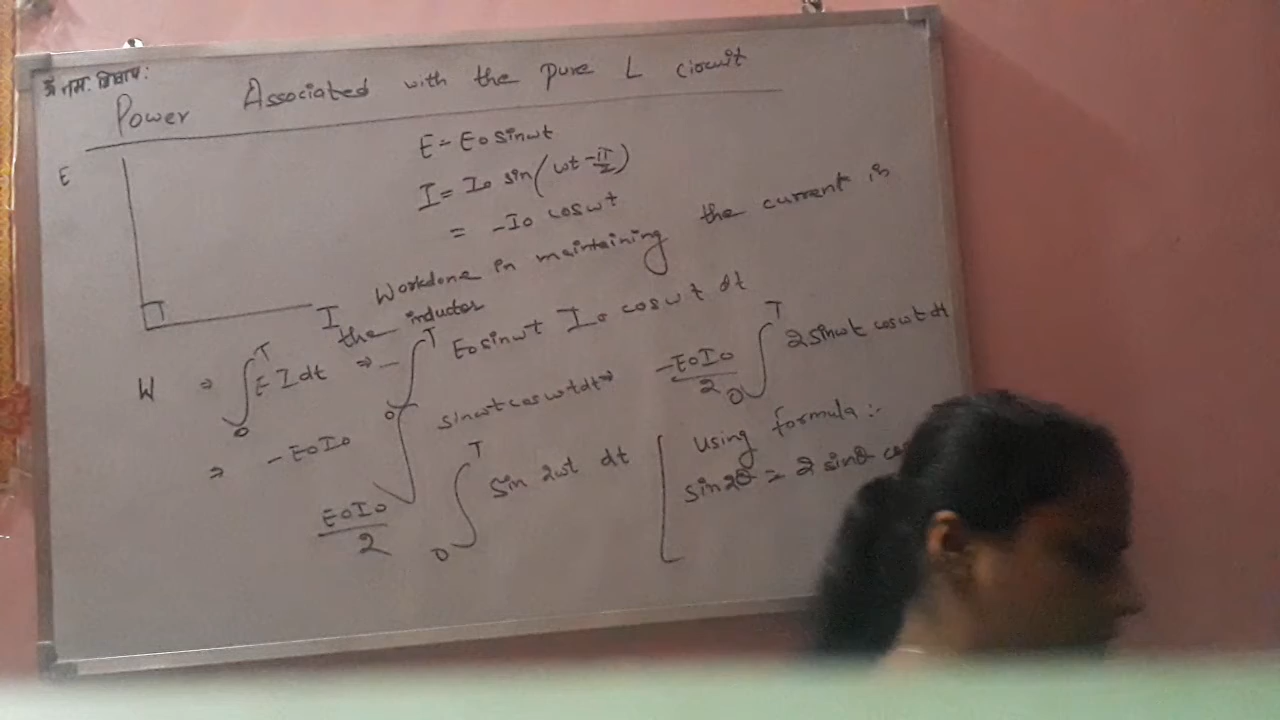 Power Associated with the pure L circuit
E
E = E0 sinωt
I = I0 sin(ωt - π/2)
= -I0 cosωt
I
Workdone in maintaining the current in
the inductor
W ⇒ ∫₀ᵀ E I dt ⇒ - ∫₀ᵀ E0 sinωt I0 cosωt dt
⇒ -E0I0 ∫ sinωt cosωt dt ⇒ -E0I0/2 ∫₀ᵀ 2 sinωt cosωt dt
E0I0/2 ∫₀ᵀ sin 2ωt dt
[ Using formula :-
sin2θ = 2 sinθ